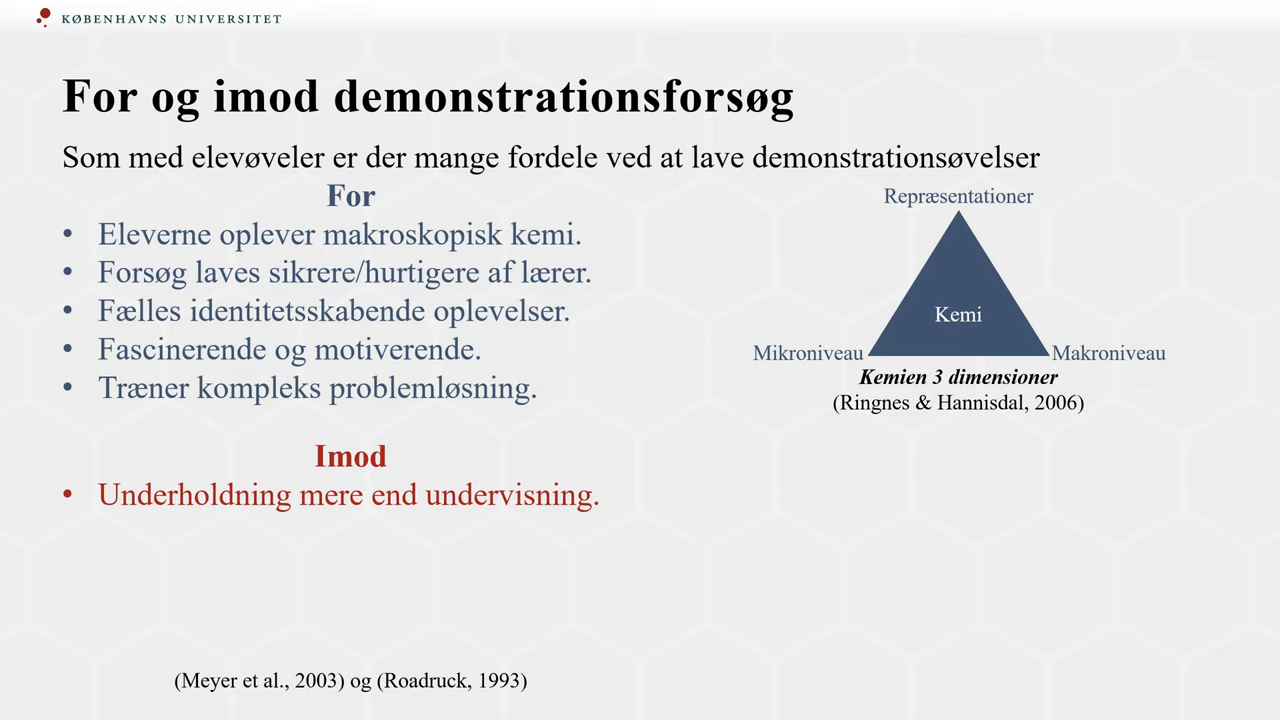 KØBENHAVNS UNIVERSITET
For og imod demonstrationsforsøg
Som med elevøveler er der mange fordele ved at lave demonstrationsøvelser
For
• Eleverne oplever makroskopisk kemi.
• Forsøg laves sikrere/hurtigere af lærer.
• Fælles identitetsskabende oplevelser.
• Fascinerende og motiverende.
• Træner kompleks problemløsning.
Imod
• Underholdning mere end undervisning.
(Meyer et al., 2003) og (Roadruck, 1993)
Repræsentationer
Kemi
Mikroniveau
Makroniveau
Kemien 3 dimensioner
(Ringnes & Hannisdal, 2006)